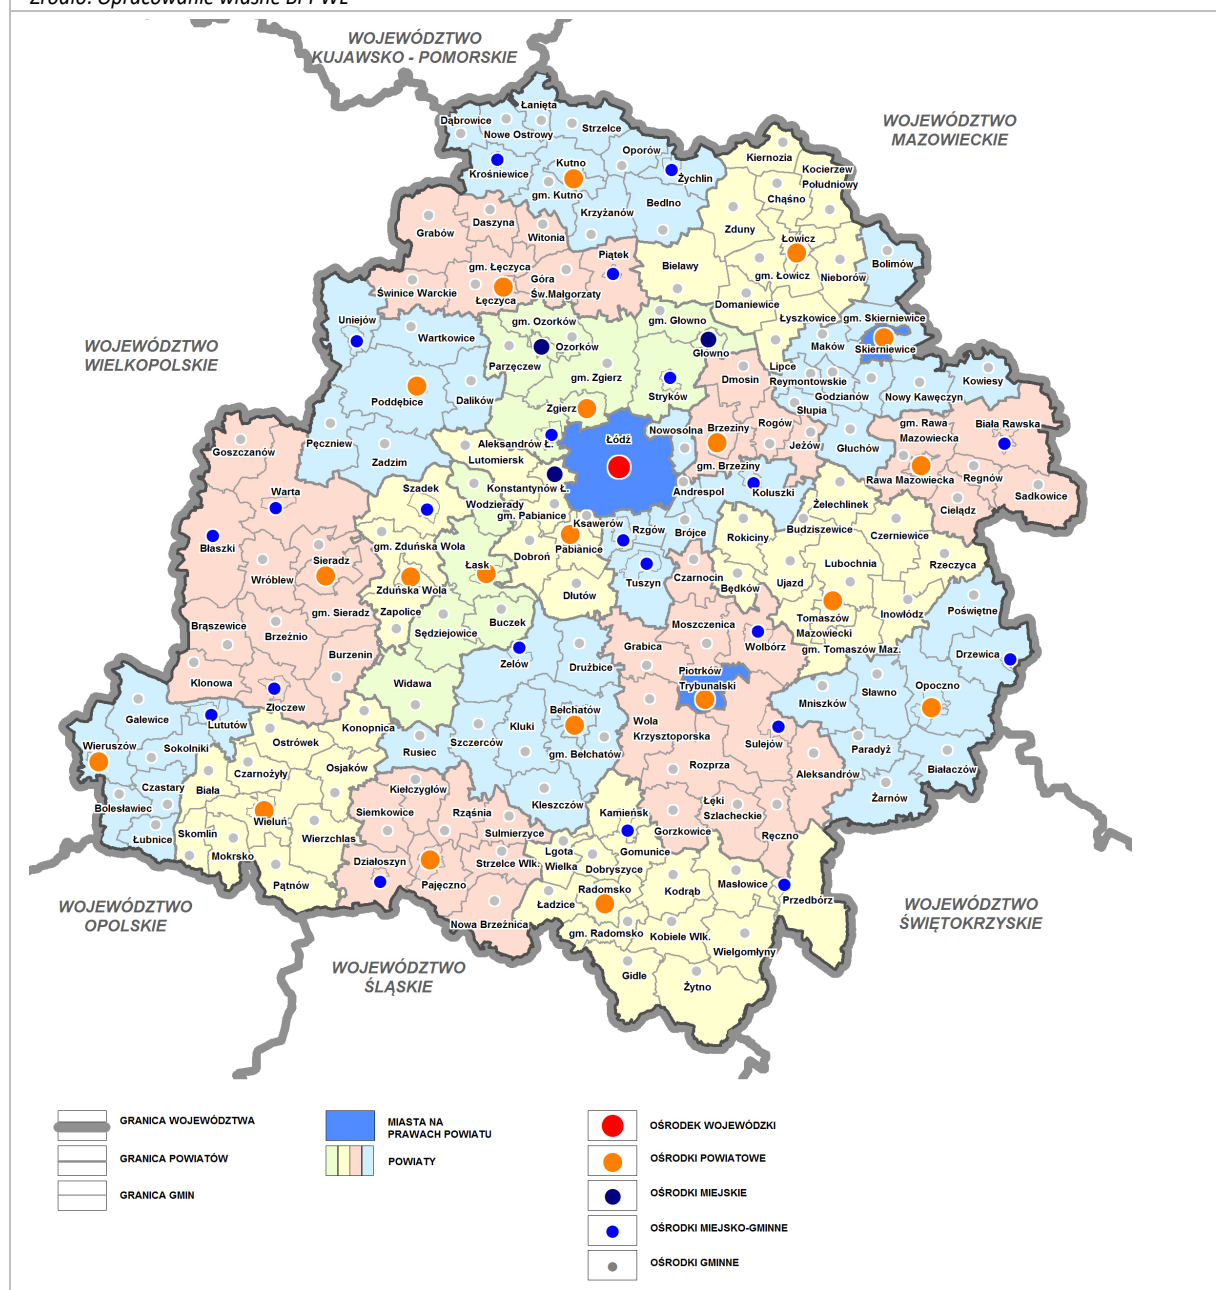 WOJEWÓDZTWO
KUJAWSKO - POMORSKIE
WOJEWÓDZTWO
MAZOWIECKIE
Łanięta
Dąbrowice
Nowe Ostrowy
Strzelce
Kutno
Oporów
Krośniewice
Żychlin
gm. Kutno
Krzyżanów
Bedlno
Kiernozia
Kocierzew
Południowy
Chąśno
Zduny
Łowicz
Bielawy
gm. Łowicz
Nieborów
Bolimów
Domaniewice
Łyszkowice
Grabów
Daszyna
Witonia
Piątek
gm. Łęczyca
Góra
Św.Małgorzaty
Świnice Warckie
Łęczyca
gm. Skierniewice
Skierniewice
Maków
Uniejów
Wartkowice
gm. Ozorków
Ozorków
Parzęczew
gm. Głowno
Głowno
gm. Zgierz
Stryków
Zgierz
Dmosin
Lipce
Reymontowskie
Godzianów
Słupia
Nowy Kawęczyn
Kowiesy
WOJEWÓDZTWO
WIELKOPOLSKIE
Poddębice
Dalików
Pęczniew
Zadzim
Aleksandrów Ł.
Lutomiersk
Łódź
Nowosolna
Brzeziny
Rogów
Jeżów
gm. Brzeziny
Głuchów
gm. Rawa
Mazowiecka
Biała Rawska
Rawa Mazowiecka
Regnów
Sadkowice
Cielądz
Goszczanów
Warta
Błaszki
Szadek
Konstantynów Ł.
Wodzierady
gm. Pabianice
Ksawerów
Andrespol
Koluszki
Rzgów
Brójce
Pabianice
Dobroń
Dłutów
Tuszyn
Żelechlinek
Budziszewice
Czerniewice
Rokiciny
Lubochnia
Rzeczyca
Ujazd
Będków
Inowłódz
Tomaszów
Mazowiecki
gm. Tomaszów Maz.
Sieradz
Wróblew
gm. Sieradz
gm. Zduńska Wola
Zduńska Wola
Łask
Zapolice
Sędziejowice
Buczek
Brąszewice
Brzeźnio
Burzenin
Klonowa
Złoczew
Widawa
Zelów
Drużbice
Czarnocin
Moszczenica
Wolbórz
Grabica
Piotrków
Trybunalski
Poświętne
Drzewica
Opoczno
Sławno
Mniszków
Paradyż
Białaczów
Żarnów
Galewice
Lututów
Wieruszów
Sokolniki
Czastary
Bolesławiec
Łubnice
Konopnica
Ostrówek
Osjaków
Czarnożyły
Biała
Wieluń
Wierzchlas
Skomlin
Mokrsko
Pątnów
Rusiec
Szczerców
Kluki
Bełchatów
gm. Bełchatów
Kleszczów
Wola
Krzysztoporska
Sulejów
Rozprza
Aleksandrów
Łęki
Szlacheckie
Gorzkowice
Ręczno
Kiełczygłów
Siemkowice
Rząśnia
Sulmierzyce
Działoszyn
Strzelce Wlk.
Pajęczno
Nowa Brzeźnica
Kamieńsk
Gomunice
Lgota
Wielka
Dobryszyce
Radomsko
Ładzice
gm. Radomsko
Kodrąb
Masłowice
Przedbórz
Kobiele Wlk.
Wielgomłyny
Gidle
Żytno
WOJEWÓDZTWO
OPOLSKIE
WOJEWÓDZTWO
ŚLĄSKIE
WOJEWÓDZTWO
ŚWIĘTOKRZYSKIE
GRANICA WOJEWÓDZTWA
GRANICA POWIATÓW
GRANICA GMIN
MIASTA NA
PRAWACH POWIATU
POWIATY
OŚRODEK WOJEWÓDZKI
OŚRODKI POWIATOWE
OŚRODKI MIEJSKIE
OŚRODKI MIEJSKO-GMINNE
OŚRODKI GMINNE